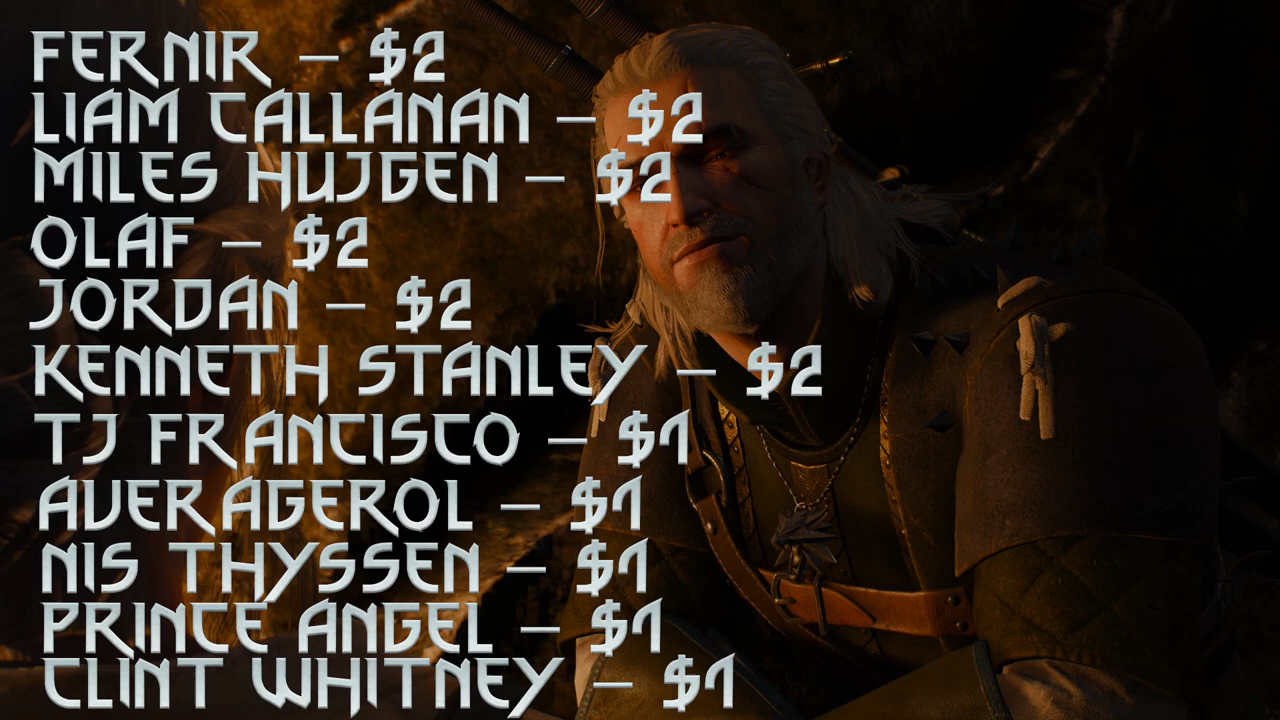 FERNIR – $2
LIAM CALLANAN – $2
MILES HUJGEN – $2
OLAF – $2
JORDAN – $2
KENNETH STANLEY – $2
TJ FRANCISCO – $1
AVERAGEROL – $1
NIS THYSSEN – $1
PRINCE ANGEL – $1
CLINT WHITNEY – $1